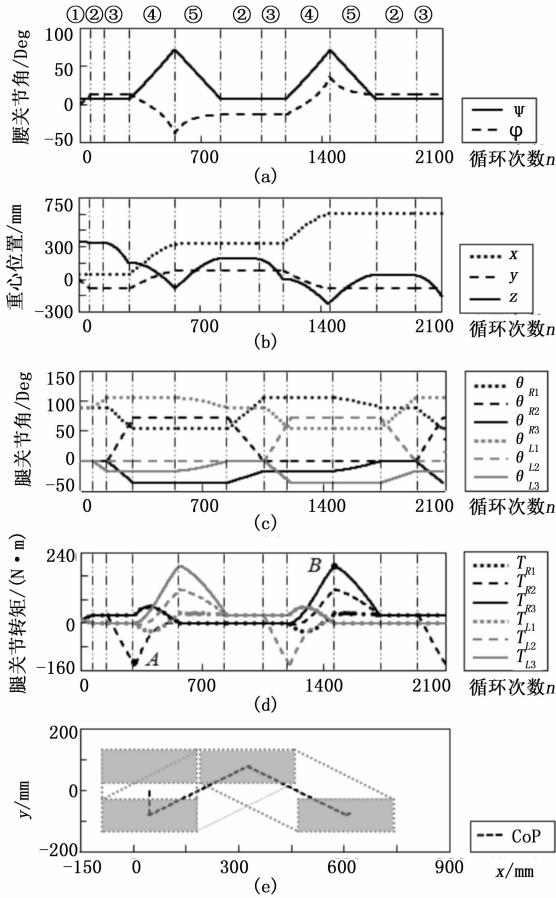 ① ② ③ ④ ⑤ ② ③ ④ ⑤ ② ③
100
50
0
-50
腰关节角/Deg
0 700 1400 2100 循环次数n
(a)
ψ
φ
750
300
0
-300
重心位置/mm
0 700 1400 2100 循环次数n
(b)
x
y
z
150
100
50
0
-50
腿关节角/Deg
0 700 1400 2100 循环次数n
(c)
θR1
θR2
θR3
θL1
θL2
θL3
240
0
-160
腿关节转矩/(N·m)
A
B
0 700 1400 2100 循环次数n
(d)
TR1
TR2
TR3
TL1
TL2
TL3
200
0
-200
y/mm
-150 0 300 600 900 x/mm
(e)
CoP